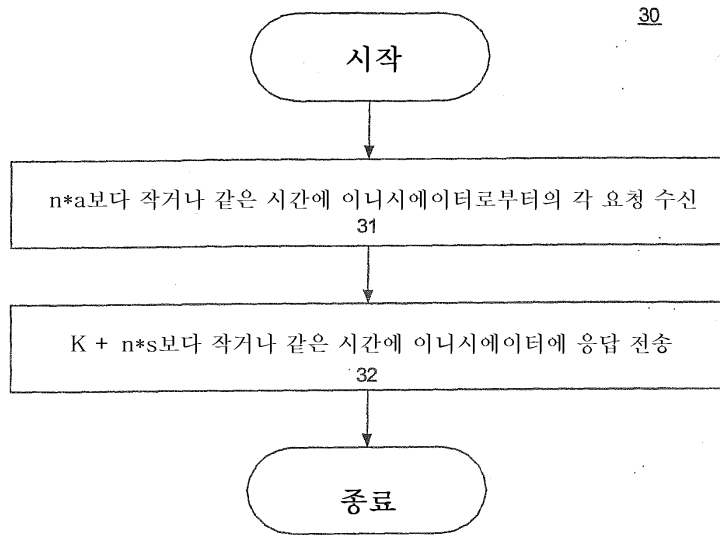 30
시작
n*a보다 작거나 같은 시간에 이니시에이터로부터의 각 요청 수신
31
K + n*s보다 작거나 같은 시간에 이니시에이터에 응답 전송
32
종료